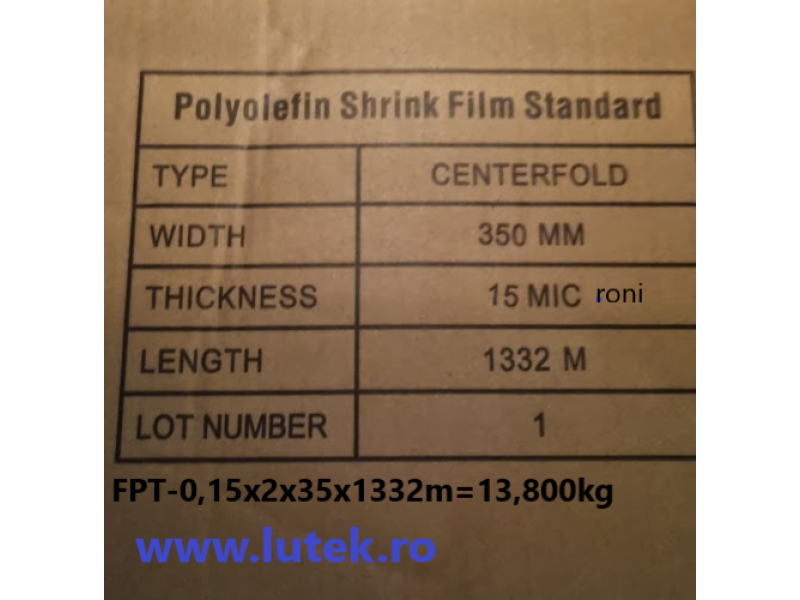 Polyolefin Shrink Film Standard
TYPE CENTERFOLD
WIDTH 350 MM
THICKNESS 15 MIC roni
LENGTH 1332 M
LOT NUMBER 1
FPT-0,15x2x35x1332m=13,800kg
www.lutek.ro